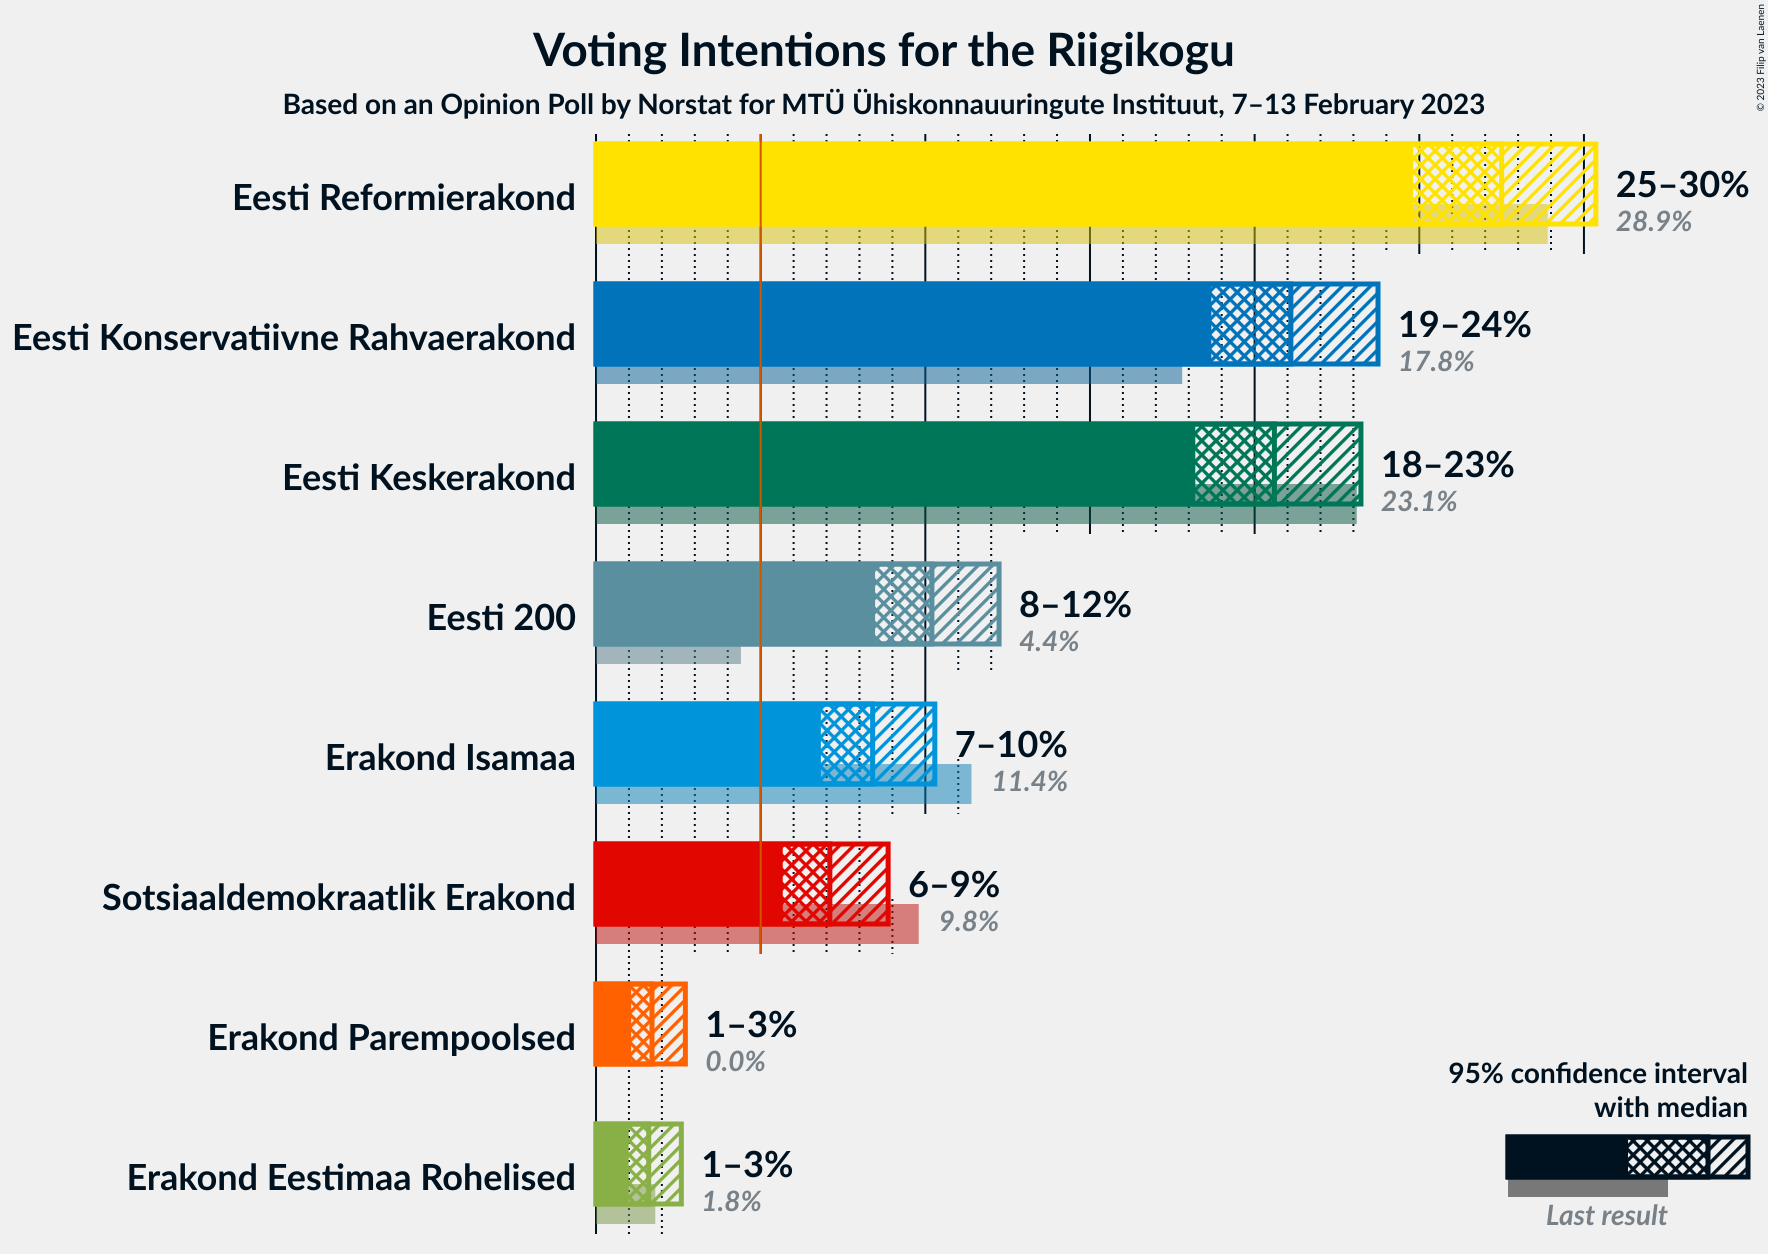 Voting Intentions for the Riigikogu
Based on an Opinion Poll by Norstat for MTÜ Ühiskonnauuringute Instituut, 7–13 February 2023
© 2023 Filip van Laenen
Eesti Reformierakond
25–30%
28.9%
Eesti Konservatiivne Rahvaerakond
19–24%
17.8%
Eesti Keskerakond
18–23%
23.1%
Eesti 200
8–12%
4.4%
Erakond Isamaa
7–10%
11.4%
Sotsiaaldemokraatlik Erakond
6–9%
9.8%
Erakond Parempoolsed
1–3%
0.0%
Erakond Eestimaa Rohelised
1–3%
1.8%
95% confidence interval
with median
Last result